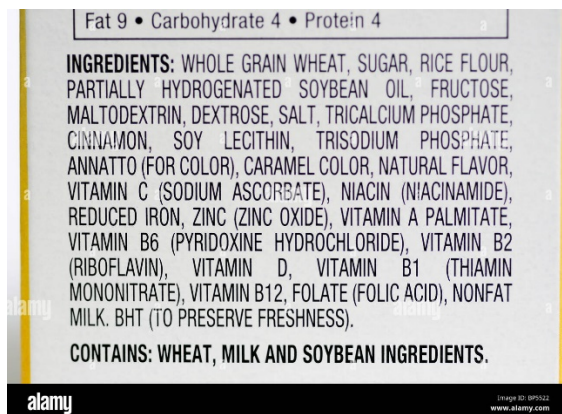 Fat 9 • Carbohydrate 4 • Protein 4
INGREDIENTS: WHOLE GRAIN WHEAT, SUGAR, RICE FLOUR,
PARTIALLY HYDROGENATED SOYBEAN OIL, FRUCTOSE,
MALTODEXTRIN, DEXTROSE, SALT, TRICALCIUM PHOSPHATE,
CINNAMON, SOY LECITHIN, TRISODIUM PHOSPHATE,
ANNATTO (FOR COLOR), CARAMEL COLOR, NATURAL FLAVOR,
VITAMIN C (SODIUM ASCORBATE), NIACIN (NIACINAMIDE),
REDUCED IRON, ZINC (ZINC OXIDE), VITAMIN A PALMITATE,
VITAMIN B6 (PYRIDOXINE HYDROCHLORIDE), VITAMIN B2
(RIBOFLAVIN), VITAMIN D, VITAMIN B1 (THIAMIN
MONONITRATE), VITAMIN B12, FOLATE (FOLIC ACID), NONFAT
MILK. BHT (TO PRESERVE FRESHNESS).
CONTAINS: WHEAT, MILK AND SOYBEAN INGREDIENTS.
alamy
Image ID: BP5522
www.alamy.com